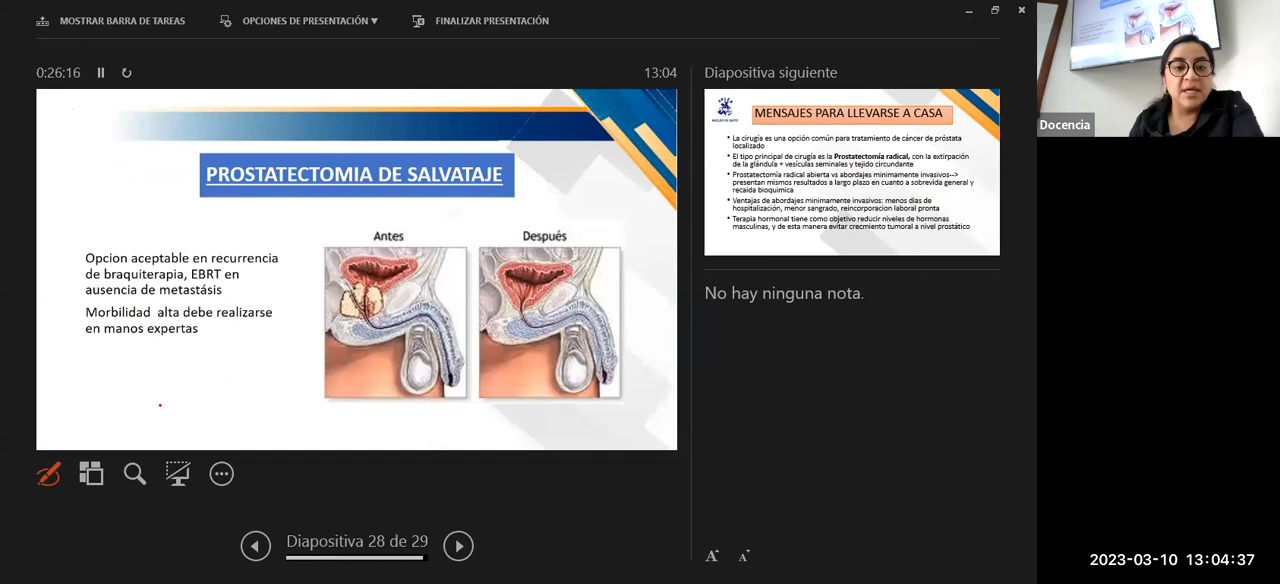 MOSTRAR BARRA DE TAREAS
OPCIONES DE PRESENTACIÓN ▼
FINALIZAR PRESENTACIÓN
0:26:16
13:04
PROSTATECTOMIA DE SALVATAJE
Opcion aceptable en recurrencia
de braquiterapia, EBRT en
ausencia de metastásis
Morbilidad alta debe realizarse
en manos expertas
Antes
Después
Diapositiva 28 de 29
Diapositiva siguiente
MENSAJES PARA LLEVARSE A CASA
• La cirugía es una opción común para tratamiento de cáncer de próstata
localizado
• El tipo principal de cirugía es la Prostatectomía radical, con la extirpación
de la glándula + vesículas seminales y tejido circundante
• Prostatectomía radical abierta vs abordajes minimamente invasivos-->
presentan mismos resultados a largo plazo en cuanto a sobrevida general y
recaida bioquimica
• Ventajas de abordajes minimamente invasivos: menos dias de
hospitalización, menor sangrado, reincorporacion laboral pronta
• Terapia hormonal tiene como objetivo reducir niveles de hormonas
masculinas, y de esta manera evitar crecmiento tumoral a nivel prostático
No hay ninguna nota.
A A
Docencia
2023-03-10 13:04:37